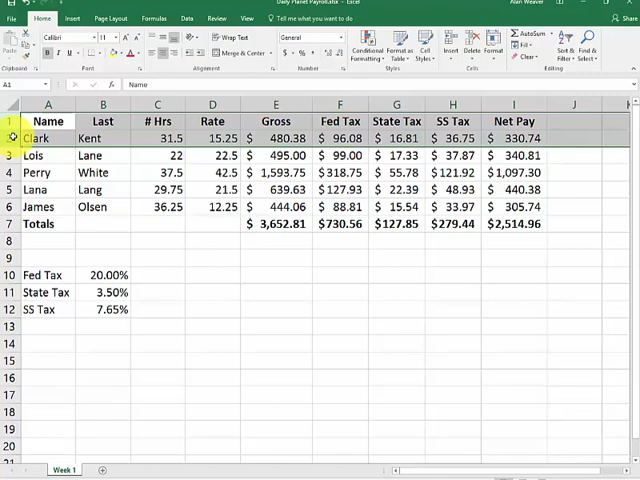 Daily Planet Payroll.xlsx - Excel
Alan Weaver
File Home Insert Page Layout Formulas Data Review View Tell me what you want to do Share
Paste
Calibri 11
Wrap Text
Merge & Center
General
Conditional Formatting
Format as Table
Cell Styles
Insert
Delete
Format
AutoSum
Fill
Clear
Sort & Filter
Find & Select
Clipboard Font Alignment Number Styles Cells Editing
A1 fx Name
A B C D E F G H I J K
1 Name Last # Hrs Rate Gross Fed Tax State Tax SS Tax Net Pay
2 Clark Kent 31.5 15.25 $ 480.38 $ 96.08 $ 16.81 $ 36.75 $ 330.74
3 Lois Lane 22 22.5 $ 495.00 $ 99.00 $ 17.33 $ 37.87 $ 340.81
4 Perry White 37.5 42.5 $ 1,593.75 $ 318.75 $ 55.78 $ 121.92 $ 1,097.30
5 Lana Lang 29.75 21.5 $ 639.63 $ 127.93 $ 22.39 $ 48.93 $ 440.38
6 James Olsen 36.25 12.25 $ 444.06 $ 88.81 $ 15.54 $ 33.97 $ 305.74
7 Totals $ 3,652.81 $ 730.56 $ 127.85 $ 279.44 $ 2,514.96
8
9
10 Fed Tax 20.00%
11 State Tax 3.50%
12 SS Tax 7.65%
13
14
15
16
17
18
19
20
21
Week 1